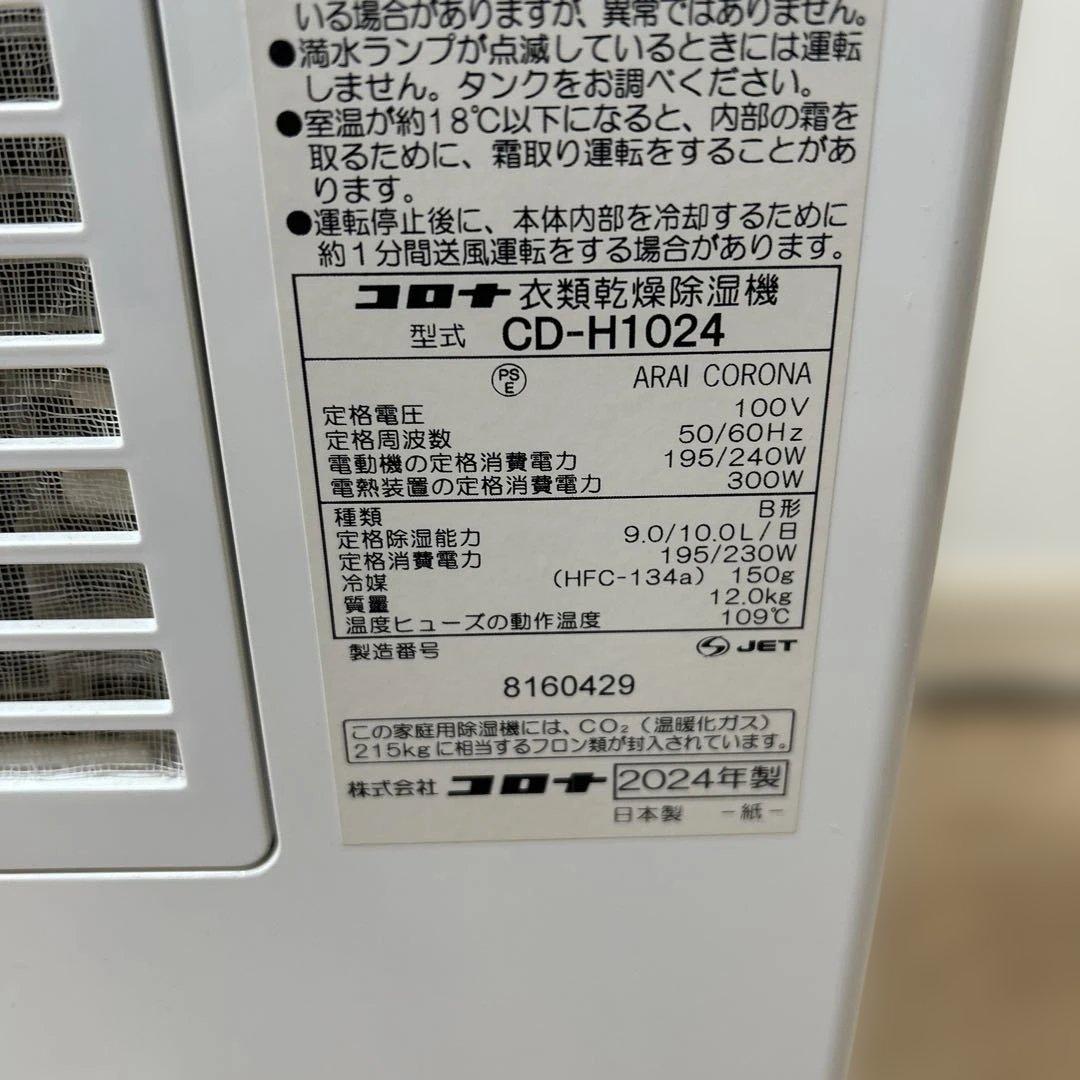 いる場合がありますが、異常ではありません。
●満水ランプが点滅しているときには運転
しません。タンクをお調べください。
●室温が約18℃以下になると、内部の霜を
取るために、霜取り運転をすることがあ
ります。
●運転停止後に、本体内部を冷却するために
約1分間送風運転をする場合があります。
コロナ 衣類乾燥除湿機
型式 CD-H1024
PSE ARAI CORONA
定格電圧 100V
定格周波数 50/60Hz
電動機の定格消費電力 195/240W
電熱装置の定格消費電力 300W
種類 B形
定格除湿能力 9.0/10.0L/日
定格消費電力 195/230W
冷媒 (HFC-134a) 150g
質量 12.0kg
温度ヒューズの動作温度 109℃
製造番号 S JET
8160429
この家庭用除湿機には、CO₂(温暖化ガス)
215kgに相当するフロン類が封入されています。
株式会社 コロナ 2024年製
日本製 -紙-